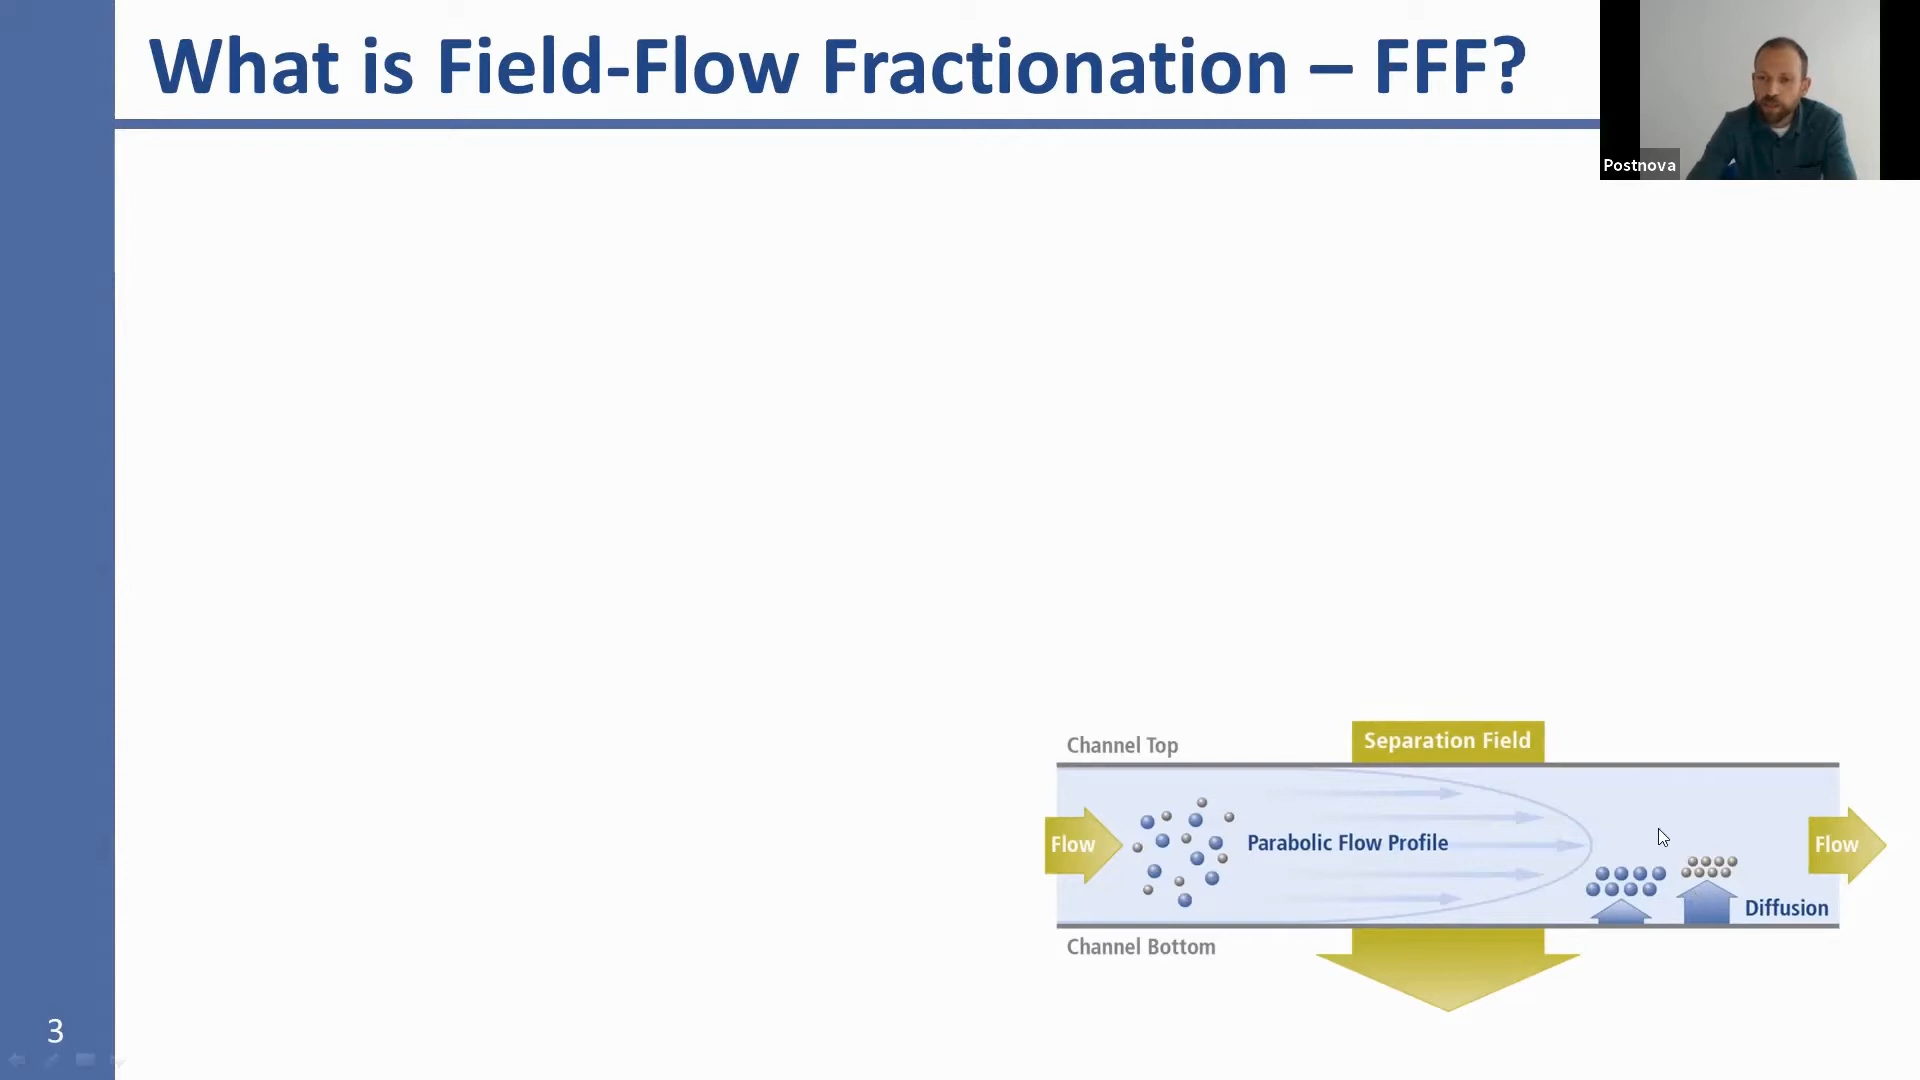 What is Field-Flow Fractionation – FFF?
Postnova
Separation Field
Channel Top
Flow
Parabolic Flow Profile
Flow
Diffusion
Channel Bottom
3